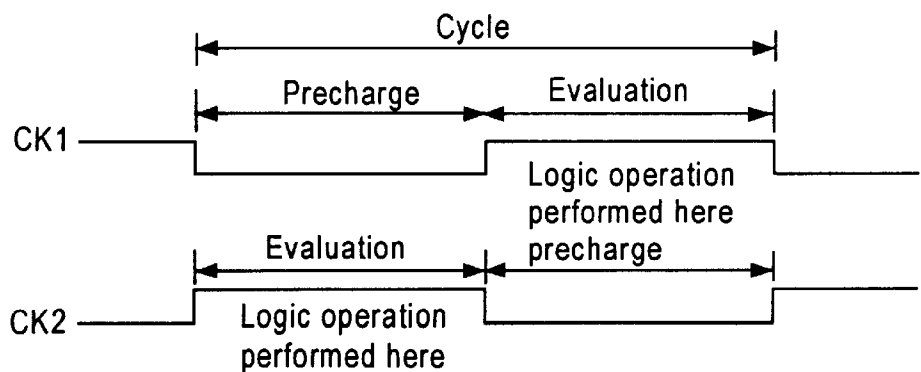 Cycle
Precharge
Evaluation
CK1
Logic operation
performed here
precharge
Evaluation
CK2
Logic operation
performed here